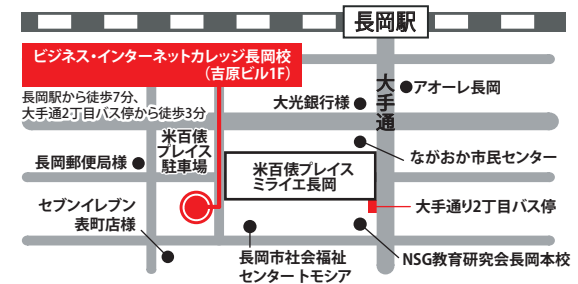 長岡駅
ビジネス・インターネットカレッジ長岡校
（吉原ビル1F）
長岡駅から徒歩7分、
大手通2丁目バス停から徒歩3分
大手通
アオーレ長岡
大光銀行様
米百俵
プレイス
駐車場
ながおか市民センター
長岡郵便局様
米百俵プレイス
ミライエ長岡
セブンイレブン
表町店様
大手通り2丁目バス停
長岡市社会福祉
センタートモシア
NSG教育研究会長岡本校